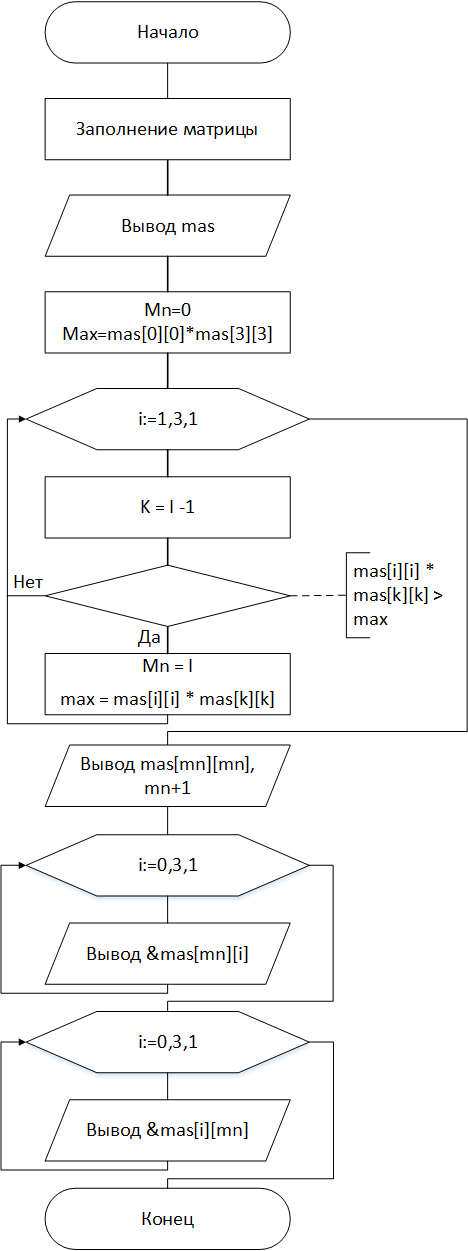 Начало
Заполнение матрицы
Вывод mas
Mn=0
Max=mas[0][0]*mas[3][3]
i:=1,3,1
K = I -1
mas[i][i] *
mas[k][k] >
max
Нет
Да
Mn = I
max = mas[i][i] * mas[k][k]
Вывод mas[mn][mn],
mn+1
i:=0,3,1
Вывод &mas[mn][i]
i:=0,3,1
Вывод &mas[i][mn]
Конец